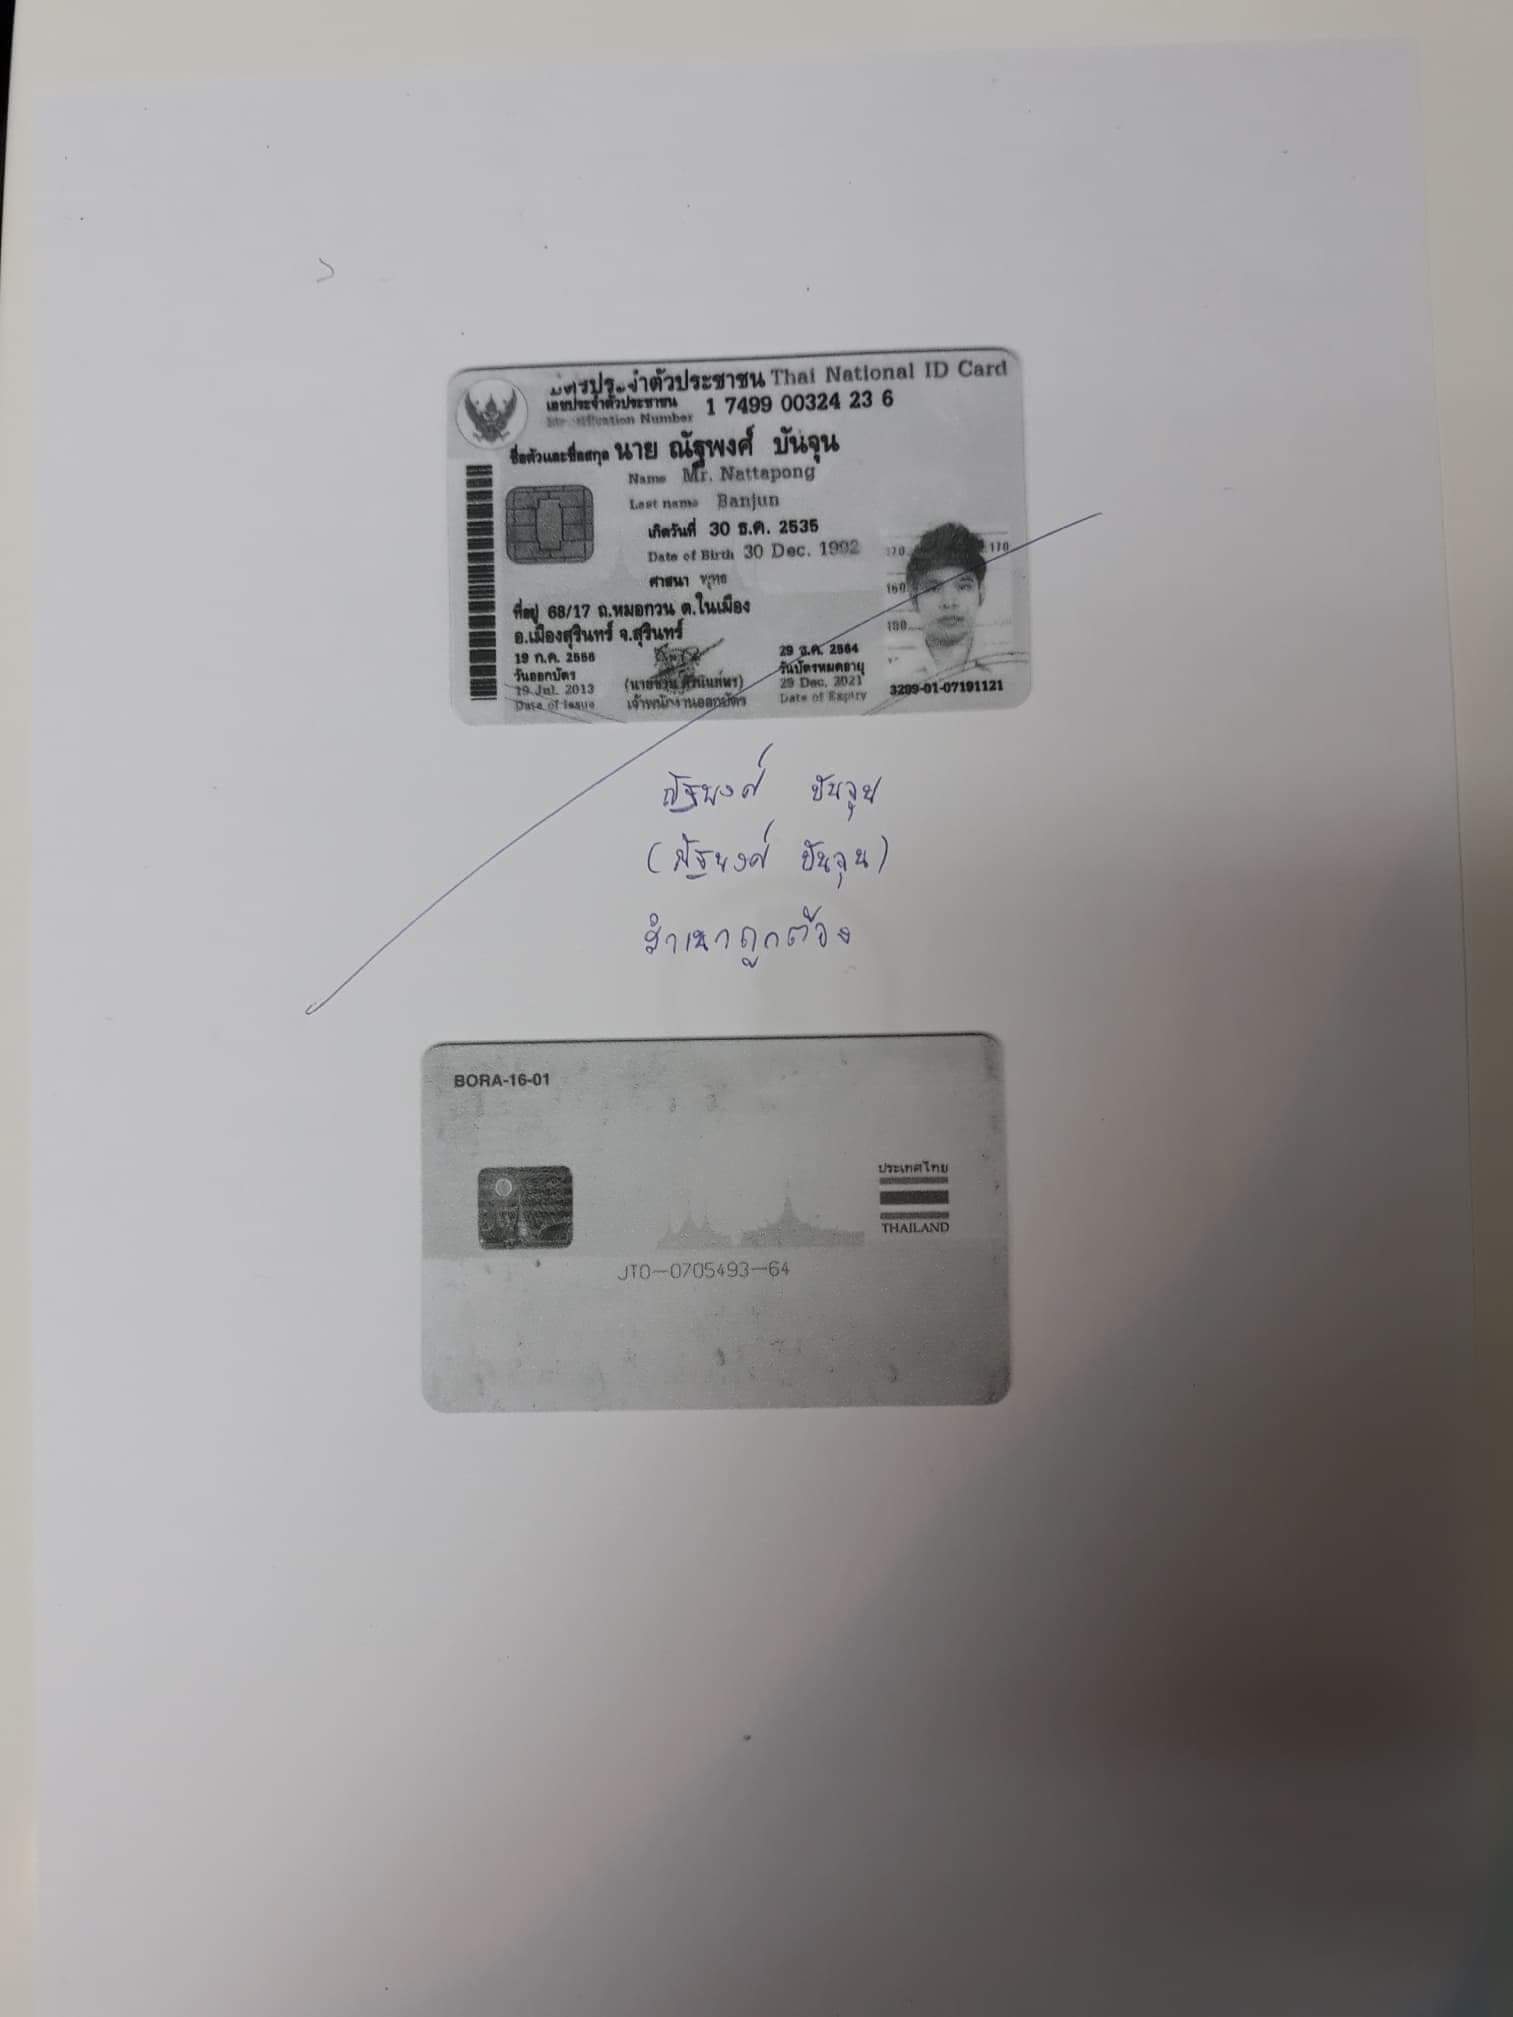 บัตรประจำตัวประชาชน Thai National ID Card
เลขประจำตัวประชาชน 1 7499 00324 23 6
Identification Number
ชื่อตัวและชื่อสกุล นาย ณัฐพงศ์ บันจุน
Name Mr. Nattapong
Last name Banjun
เกิดวันที่ 30 ธ.ค. 2535
Date of Birth 30 Dec. 1992
ศาสนา พุทธ
ที่อยู่ 68/17 ถ.หมอกวน ต.ในเมือง
อ.เมืองสุรินทร์ จ.สุรินทร์
170 170
160
150
19 ก.ค. 2556
วันออกบัตร
19 Jul. 2013
Date of Issue
เจ้าพนักงานออกบัตร
29 ธ.ค. 2564
วันบัตรหมดอายุ
29 Dec. 2021
Date of Expiry
3209-01-07191121
ณัฐพงศ์ บันจุน
(ณัฐพงศ์ บันจุน)
สำเนาถูกต้อง
BORA-16-01
ประเทศไทย
THAILAND
JT0-0705493-64